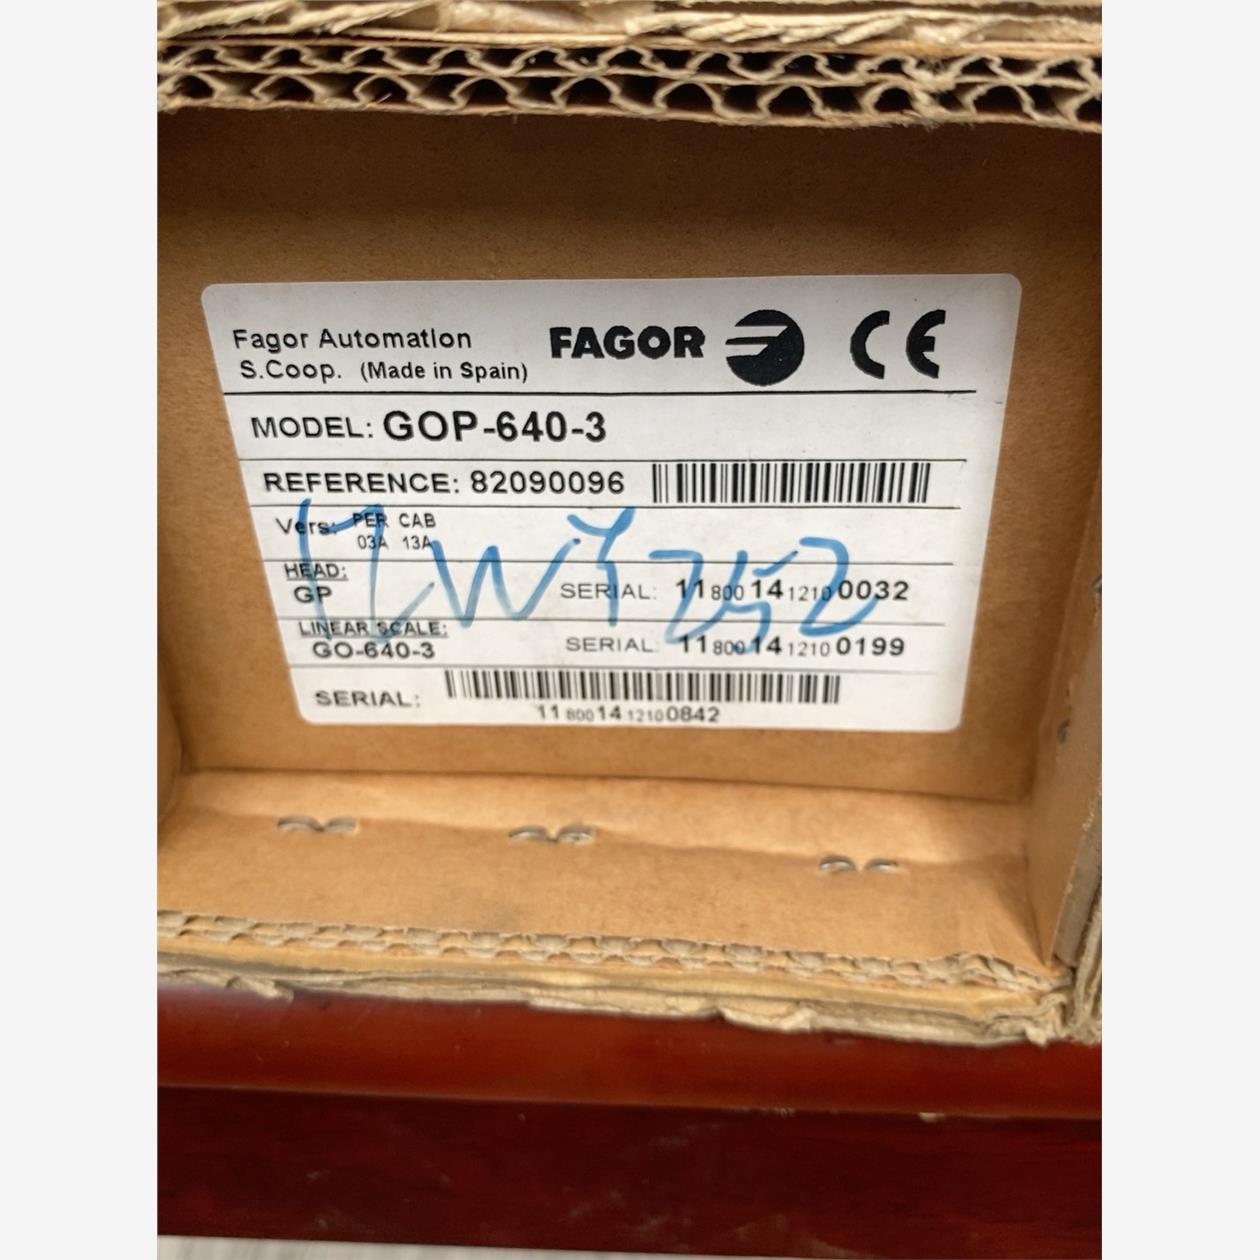 Fagor Automation FAGOR CE
S.Coop. (Made in Spain)
MODEL: GOP-640-3
REFERENCE: 82090096
Vers: PER CAB
03A 13A
HEAD:
GP SERIAL: 11 800 14 1210 0032
LINEAR SCALE:
GO-640-3 SERIAL: 11 800 14 1210 0199
SERIAL: 11 800 14 1210 0842